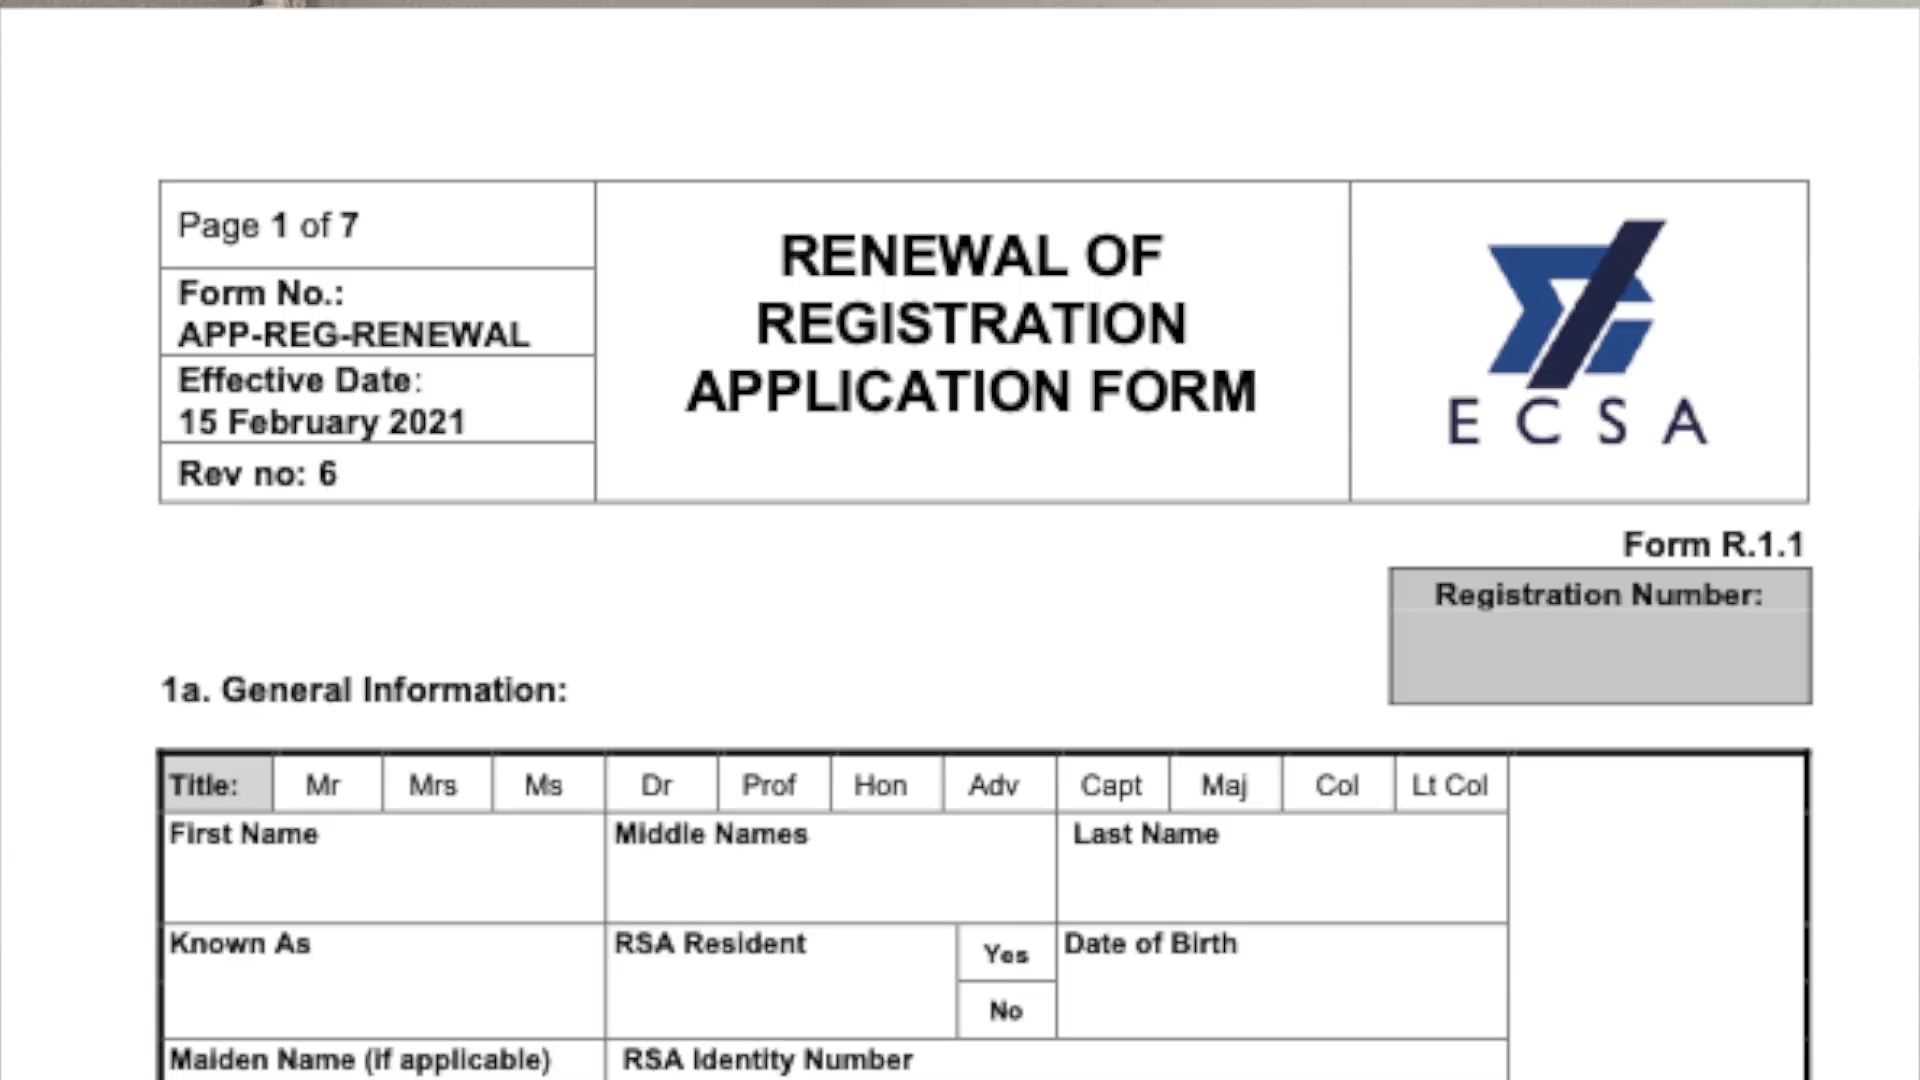 Page 1 of 7
Form No.:
APP-REG-RENEWAL
Effective Date:
15 February 2021
Rev no: 6
RENEWAL OF
REGISTRATION
APPLICATION FORM
ECSA
Form R.1.1
Registration Number:
1a. General Information:
Title: Mr Mrs Ms Dr Prof Hon Adv Capt Maj Col Lt Col
First Name Middle Names Last Name
Known As RSA Resident Yes Date of Birth
No
Maiden Name (if applicable) RSA Identity Number